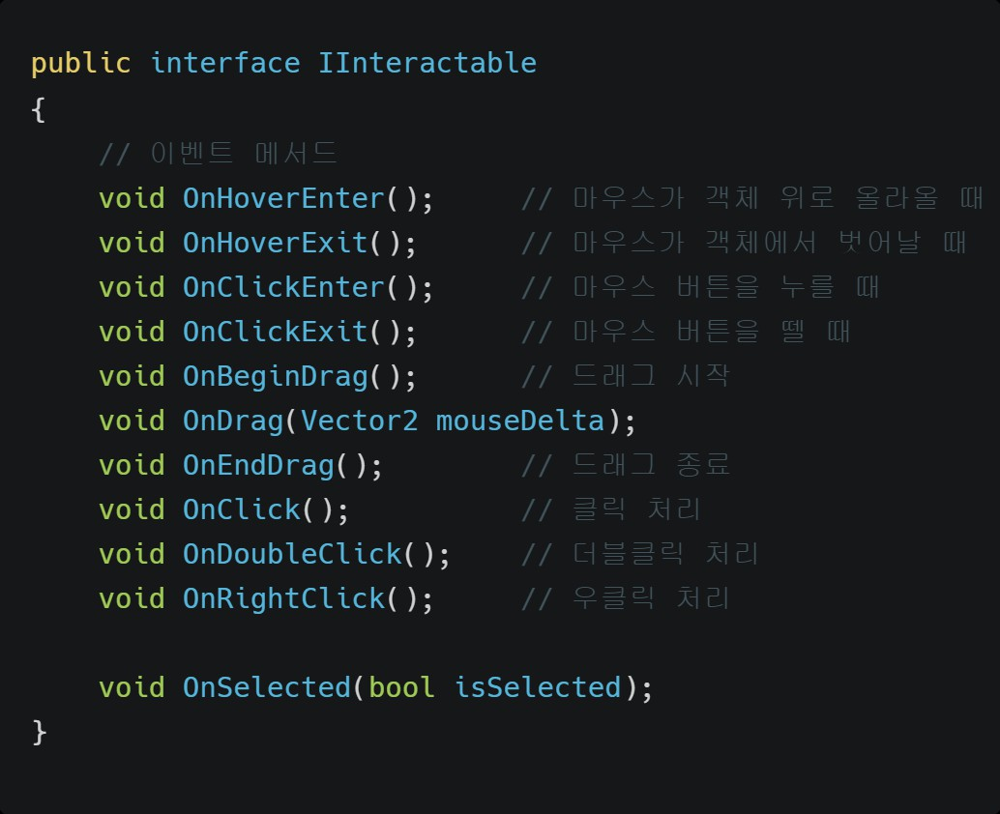 public interface IInteractable
{
    // 이벤트 메서드
    void OnHoverEnter();     // 마우스가 객체 위로 올라올 때
    void OnHoverExit();      // 마우스가 객체에서 벗어날 때
    void OnClickEnter();     // 마우스 버튼을 누를 때
    void OnClickExit();      // 마우스 버튼을 뗄 때
    void OnBeginDrag();      // 드래그 시작
    void OnDrag(Vector2 mouseDelta);
    void OnEndDrag();        // 드래그 종료
    void OnClick();          // 클릭 처리
    void OnDoubleClick();    // 더블클릭 처리
    void OnRightClick();     // 우클릭 처리

    void OnSelected(bool isSelected);
}